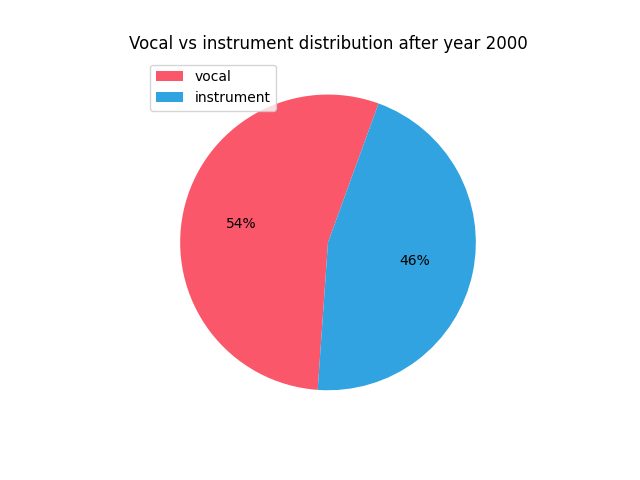 Vocal vs instrument distribution after year 2000
vocal
instrument
54%
46%